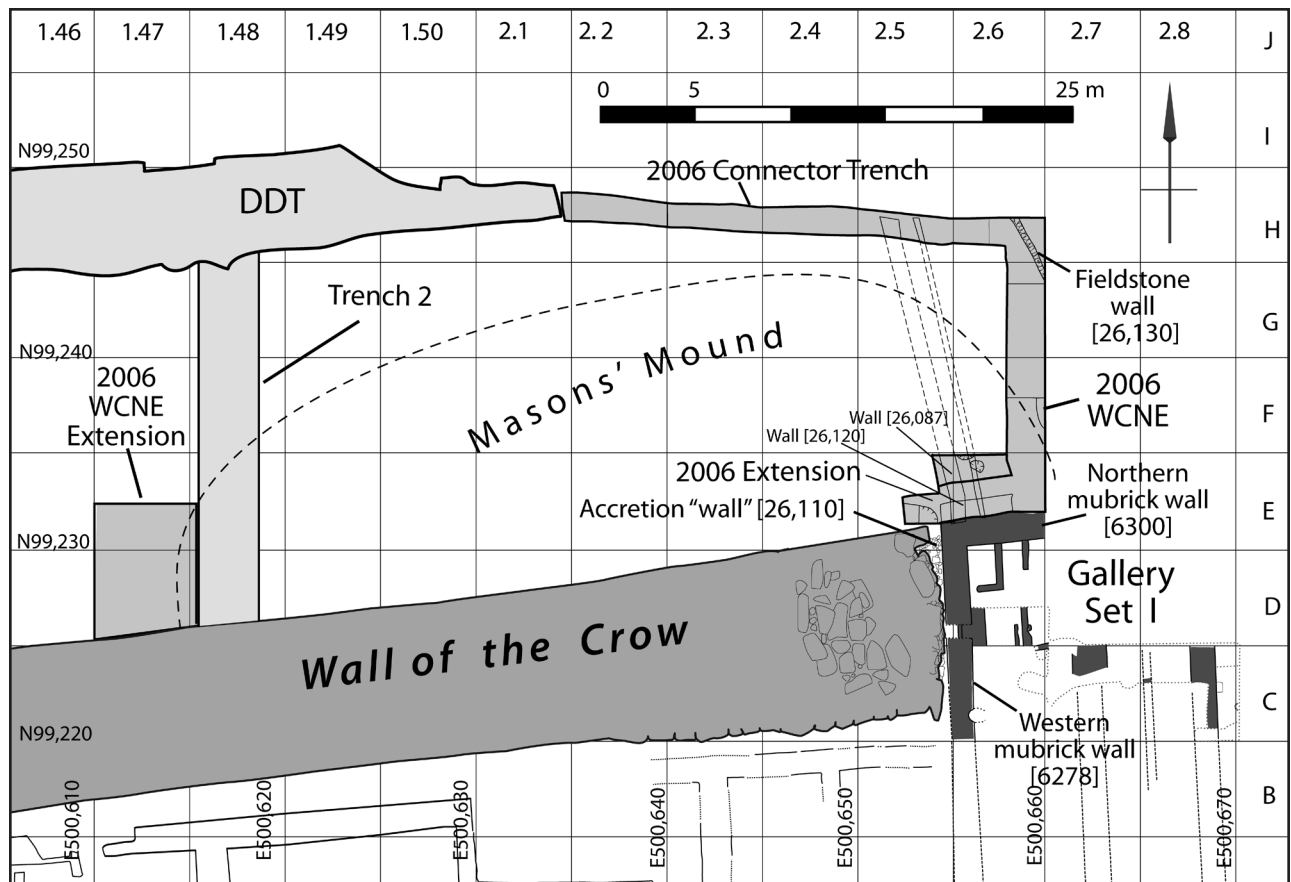 1.46 1.47 1.48 1.49 1.50 2.1 2.2 2.3 2.4 2.5 2.6 2.7 2.8 J
0 5 25 m
I
N99,250
2006 Connector Trench
DDT
H
Fieldstone
wall
[26,130]
Trench 2
G
Masons’ Mound
N99,240
2006
WCNE
Extension
2006
WCNE
F
Wall [26,087]
Wall [26,120]
2006 Extension
Accretion “wall” [26,110]
Northern
mubrick wall
[6300]
E
N99,230
Gallery
Set I
D
Wall of the Crow
C
N99,220
Western
mubrick wall
[6278]
B
E500,610
E500,620
E500,630
E500,640
E500,650
E500,660
E500,670